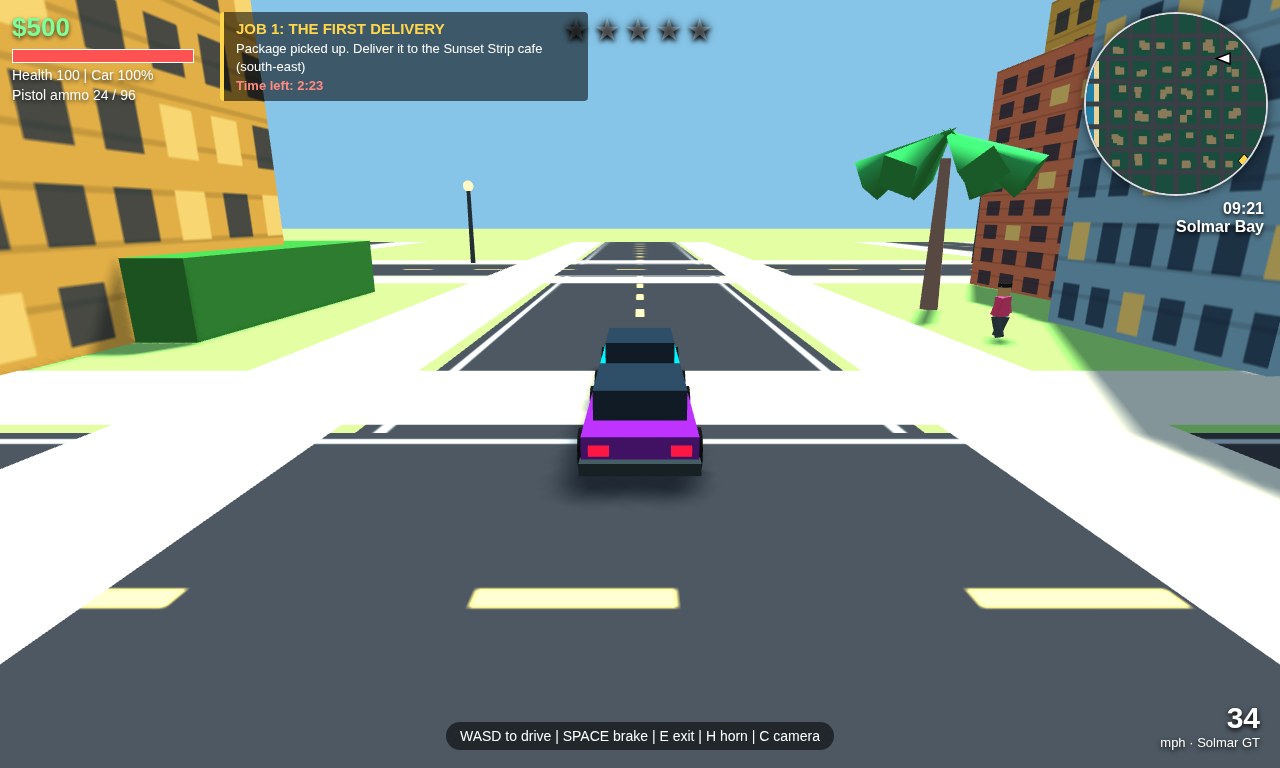 $500
Health 100 | Car 100%
Pistol ammo 24 / 96
JOB 1: THE FIRST DELIVERY
Package picked up. Deliver it to the Sunset Strip cafe
(south-east)
Time left: 2:23
09:21
Solmar Bay
WASD to drive | SPACE brake | E exit | H horn | C camera
34
mph · Solmar GT